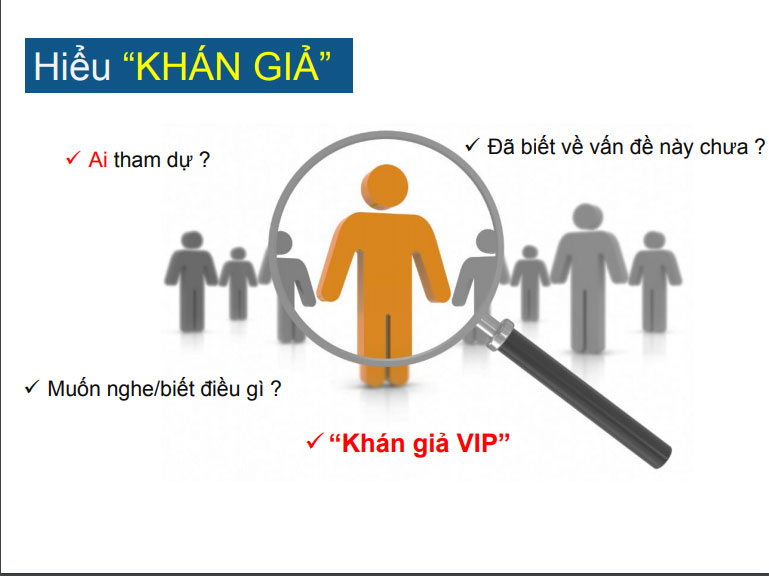 Hiểu “KHÁN GIẢ”
✓ Ai tham dự ?
✓ Đã biết về vấn đề này chưa ?
✓ Muốn nghe/biết điều gì ?
✓ “Khán giả VIP”